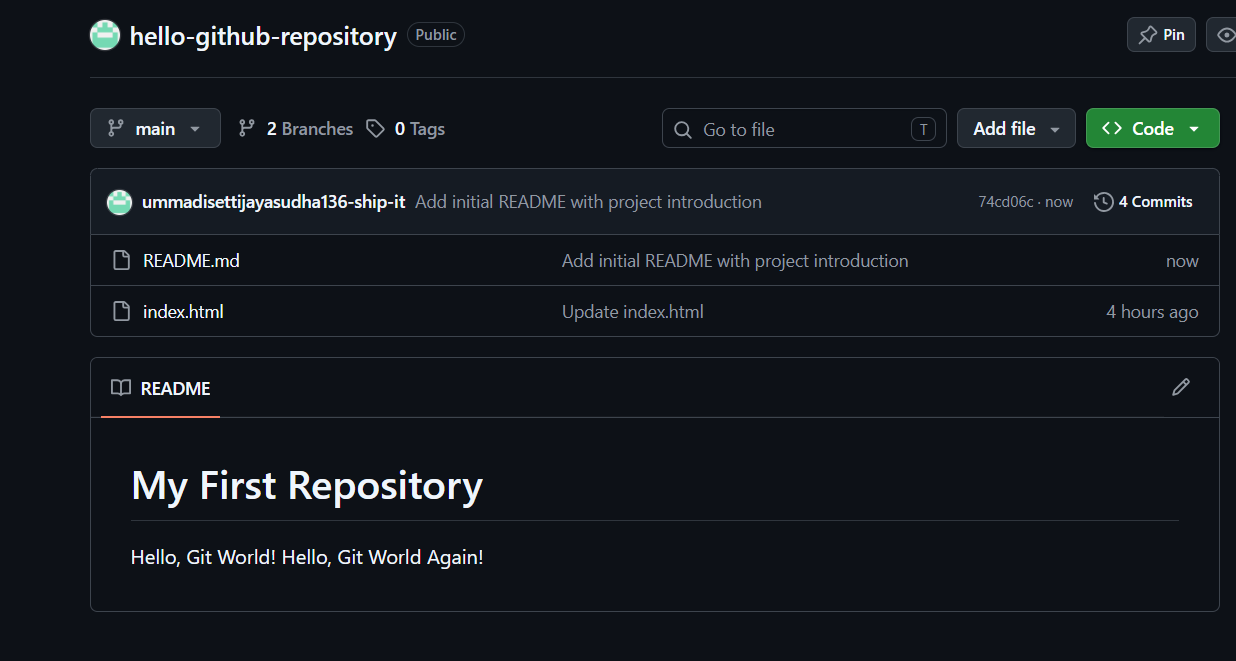 hello-github-repository Public Pin
main 2 Branches 0 Tags Go to file T Add file Code
ummadisettijayasudha136-ship-it Add initial README with project introduction 74cd06c · now 4 Commits
README.md Add initial README with project introduction now
index.html Update index.html 4 hours ago
README
My First Repository
Hello, Git World! Hello, Git World Again!